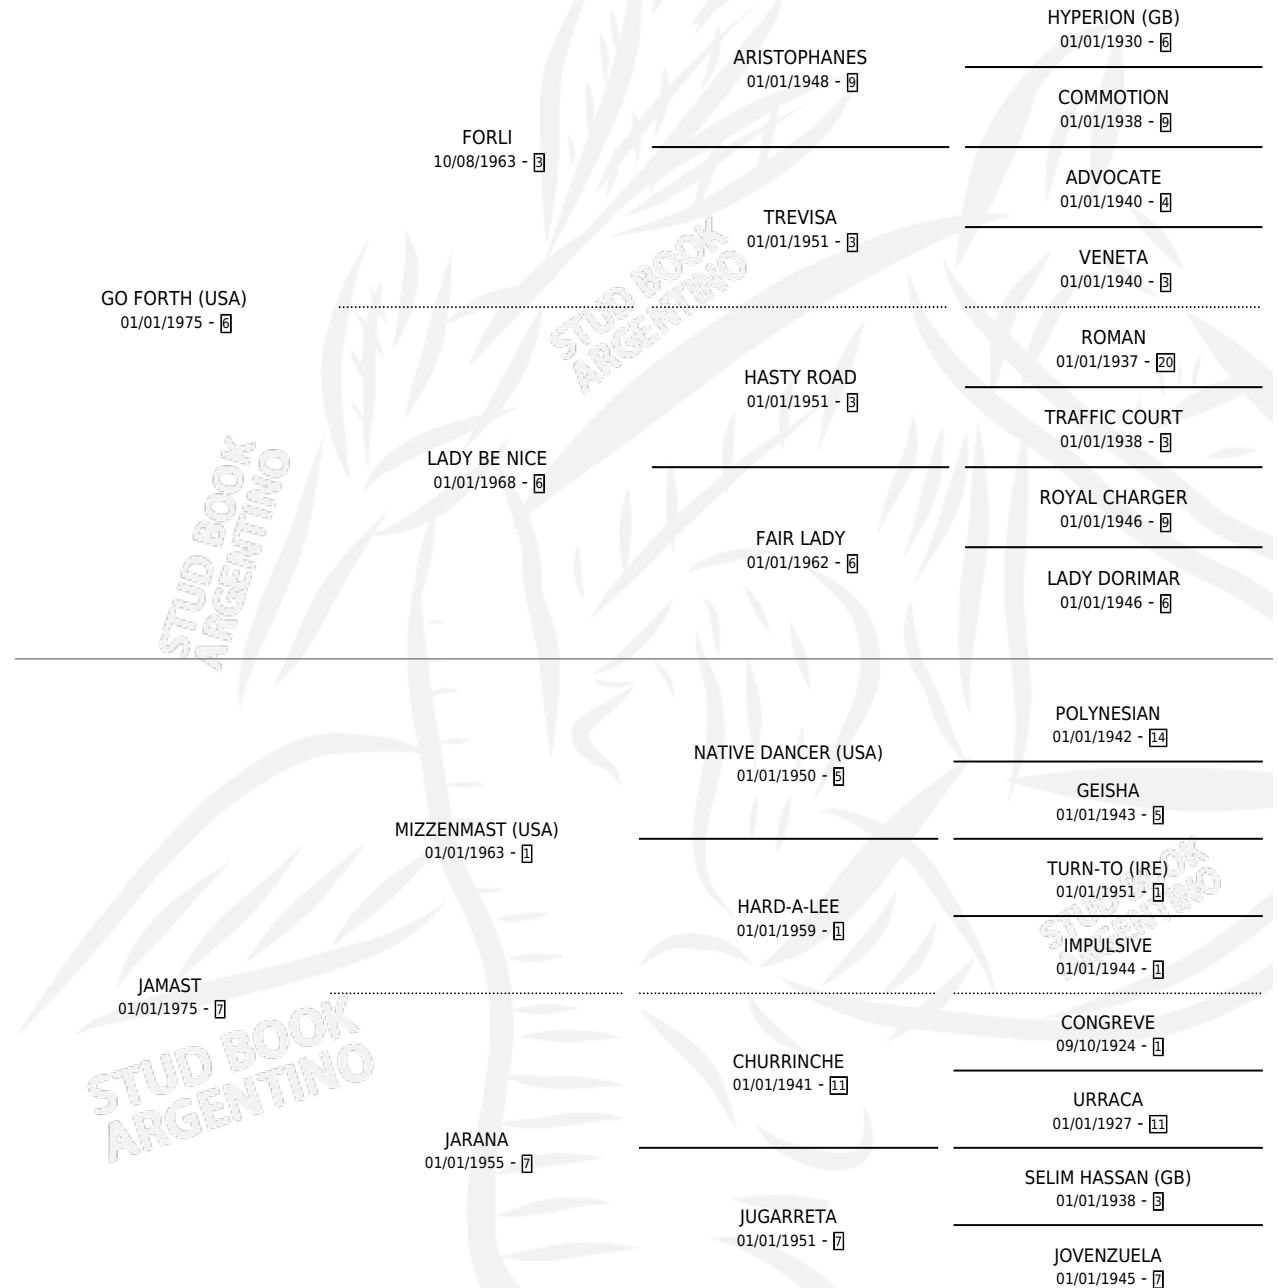 HYPERION (GB)
01/01/1930 - 6
ARISTOPHANES
01/01/1948 - 9
COMMOTION
01/01/1938 - 9
FORLI
10/08/1963 - 3
ADVOCATE
01/01/1940 - 4
TREVISA
01/01/1951 - 3
VENETA
01/01/1940 - 3
GO FORTH (USA)
01/01/1975 - 6
ROMAN
01/01/1937 - 20
HASTY ROAD
01/01/1951 - 3
TRAFFIC COURT
01/01/1938 - 3
LADY BE NICE
01/01/1968 - 6
ROYAL CHARGER
01/01/1946 - 9
FAIR LADY
01/01/1962 - 6
LADY DORIMAR
01/01/1946 - 6
POLYNESIAN
01/01/1942 - 14
NATIVE DANCER (USA)
01/01/1950 - 5
GEISHA
01/01/1943 - 5
MIZZENMAST (USA)
01/01/1963 - 1
TURN-TO (IRE)
01/01/1951 - 1
HARD-A-LEE
01/01/1959 - 1
IMPULSIVE
01/01/1944 - 1
JAMAST
01/01/1975 - 7
CONGREVE
09/10/1924 - 1
CHURRINCHE
01/01/1941 - 11
URRACA
01/01/1927 - 11
JARANA
01/01/1955 - 7
SELIM HASSAN (GB)
01/01/1938 - 3
JUGARRETA
01/01/1951 - 7
JOVENZUELA
01/01/1945 - 7
STUD BOOK
ARGENTINO
STUD BOOK
ARGENTINO
STUD BOOK
ARGENTINO
STUD BOOK
ARGENTINO